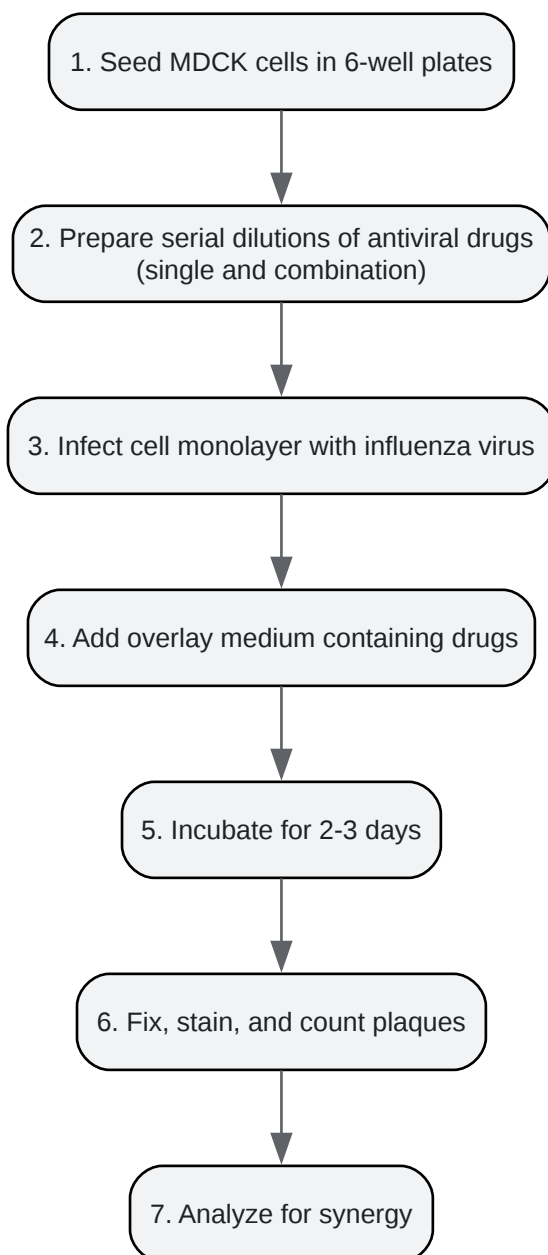 1. Seed MDCK cells in 6-well plates
2. Prepare serial dilutions of antiviral drugs
(single and combination)
3. Infect cell monolayer with influenza virus
4. Add overlay medium containing drugs
5. Incubate for 2-3 days
6. Fix, stain, and count plaques
7. Analyze for synergy